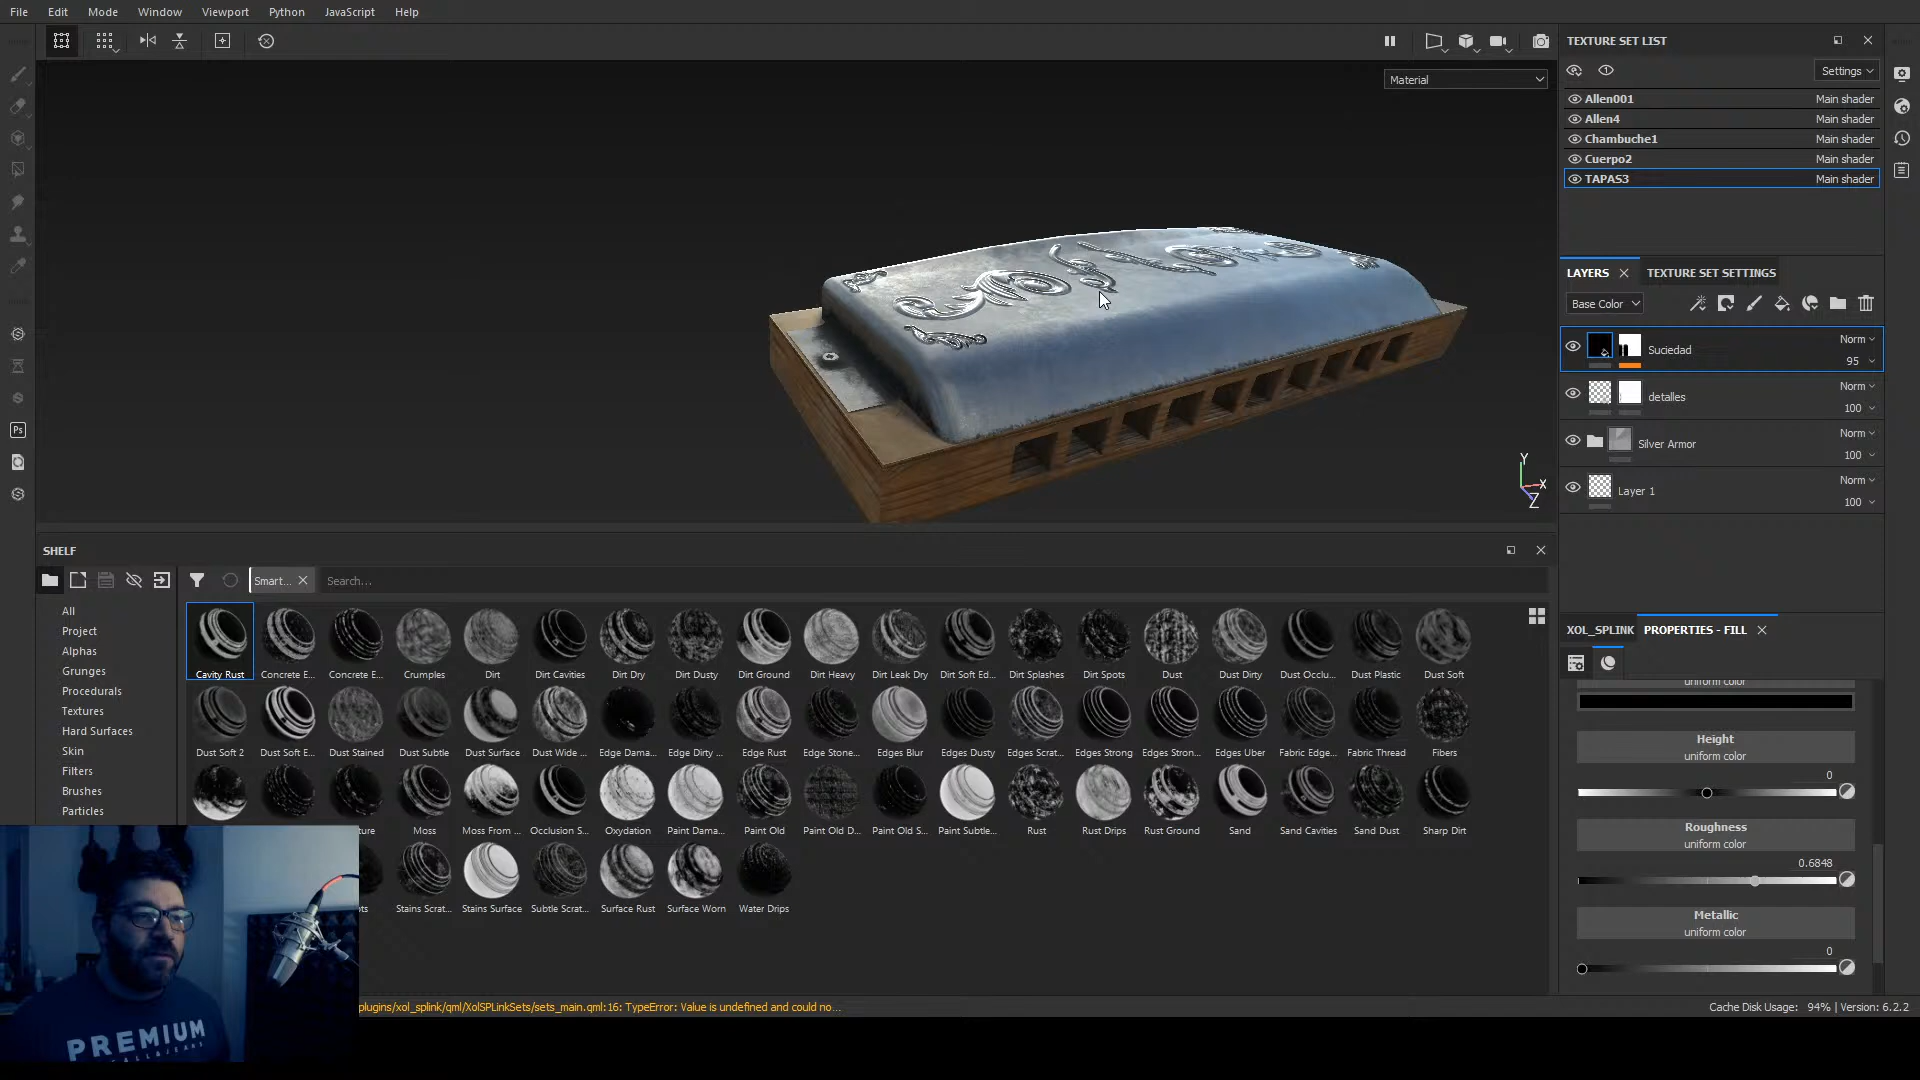 File Edit Mode Window Viewport Python JavaScript Help
Material
TEXTURE SET LIST
Settings
Allen001 Main shader
Allen4 Main shader
Chambuche1 Main shader
Cuerpo2 Main shader
TAPAS3 Main shader
LAYERS TEXTURE SET SETTINGS
Base Color
Suciedad Norm 95
detalles Norm 100
Silver Armor Norm 100
Layer 1 Norm 100
Y
X
Z
SHELF
Smart... Search...
All
Project
Alphas
Grunges
Procedurals
Textures
Hard Surfaces
Skin
Filters
Brushes
Particles
Cavity Rust Concrete E... Concrete E... Crumples Dirt Dirt Cavities Dirt Dry Dirt Dusty Dirt Ground Dirt Heavy Dirt Leak Dry Dirt Soft Ed... Dirt Splashes Dirt Spots Dust Dust Dirty Dust Occlu... Dust Plastic Dust Soft
Dust Soft 2 Dust Soft E... Dust Stained Dust Subtle Dust Surface Dust Wide ... Edge Dama... Edge Dirty ... Edge Rust Edge Stone... Edges Blur Edges Dusty Edges Scrat... Edges Strong Edges Stron... Edges Uber Fabric Edge... Fabric Thread Fibers
ture Moss Moss From ... Occlusion S... Oxydation Paint Dama... Paint Old Paint Old D... Paint Old S... Paint Subtle... Rust Rust Drips Rust Ground Sand Sand Cavities Sand Dust Sharp Dirt
ts Stains Scrat... Stains Surface Subtle Scrat... Surface Rust Surface Worn Water Drips
XOL_SPLINK PROPERTIES - FILL
uniform color
Height
uniform color
0
Roughness
uniform color
0.6848
Metallic
uniform color
0
Ps
plugins/xol_splink/qml/XolSPLinkSets/sets_main.qml:16: TypeError: Value is undefined and could no...
Cache Disk Usage: 94% | Version: 6.2.2
PREMIUM